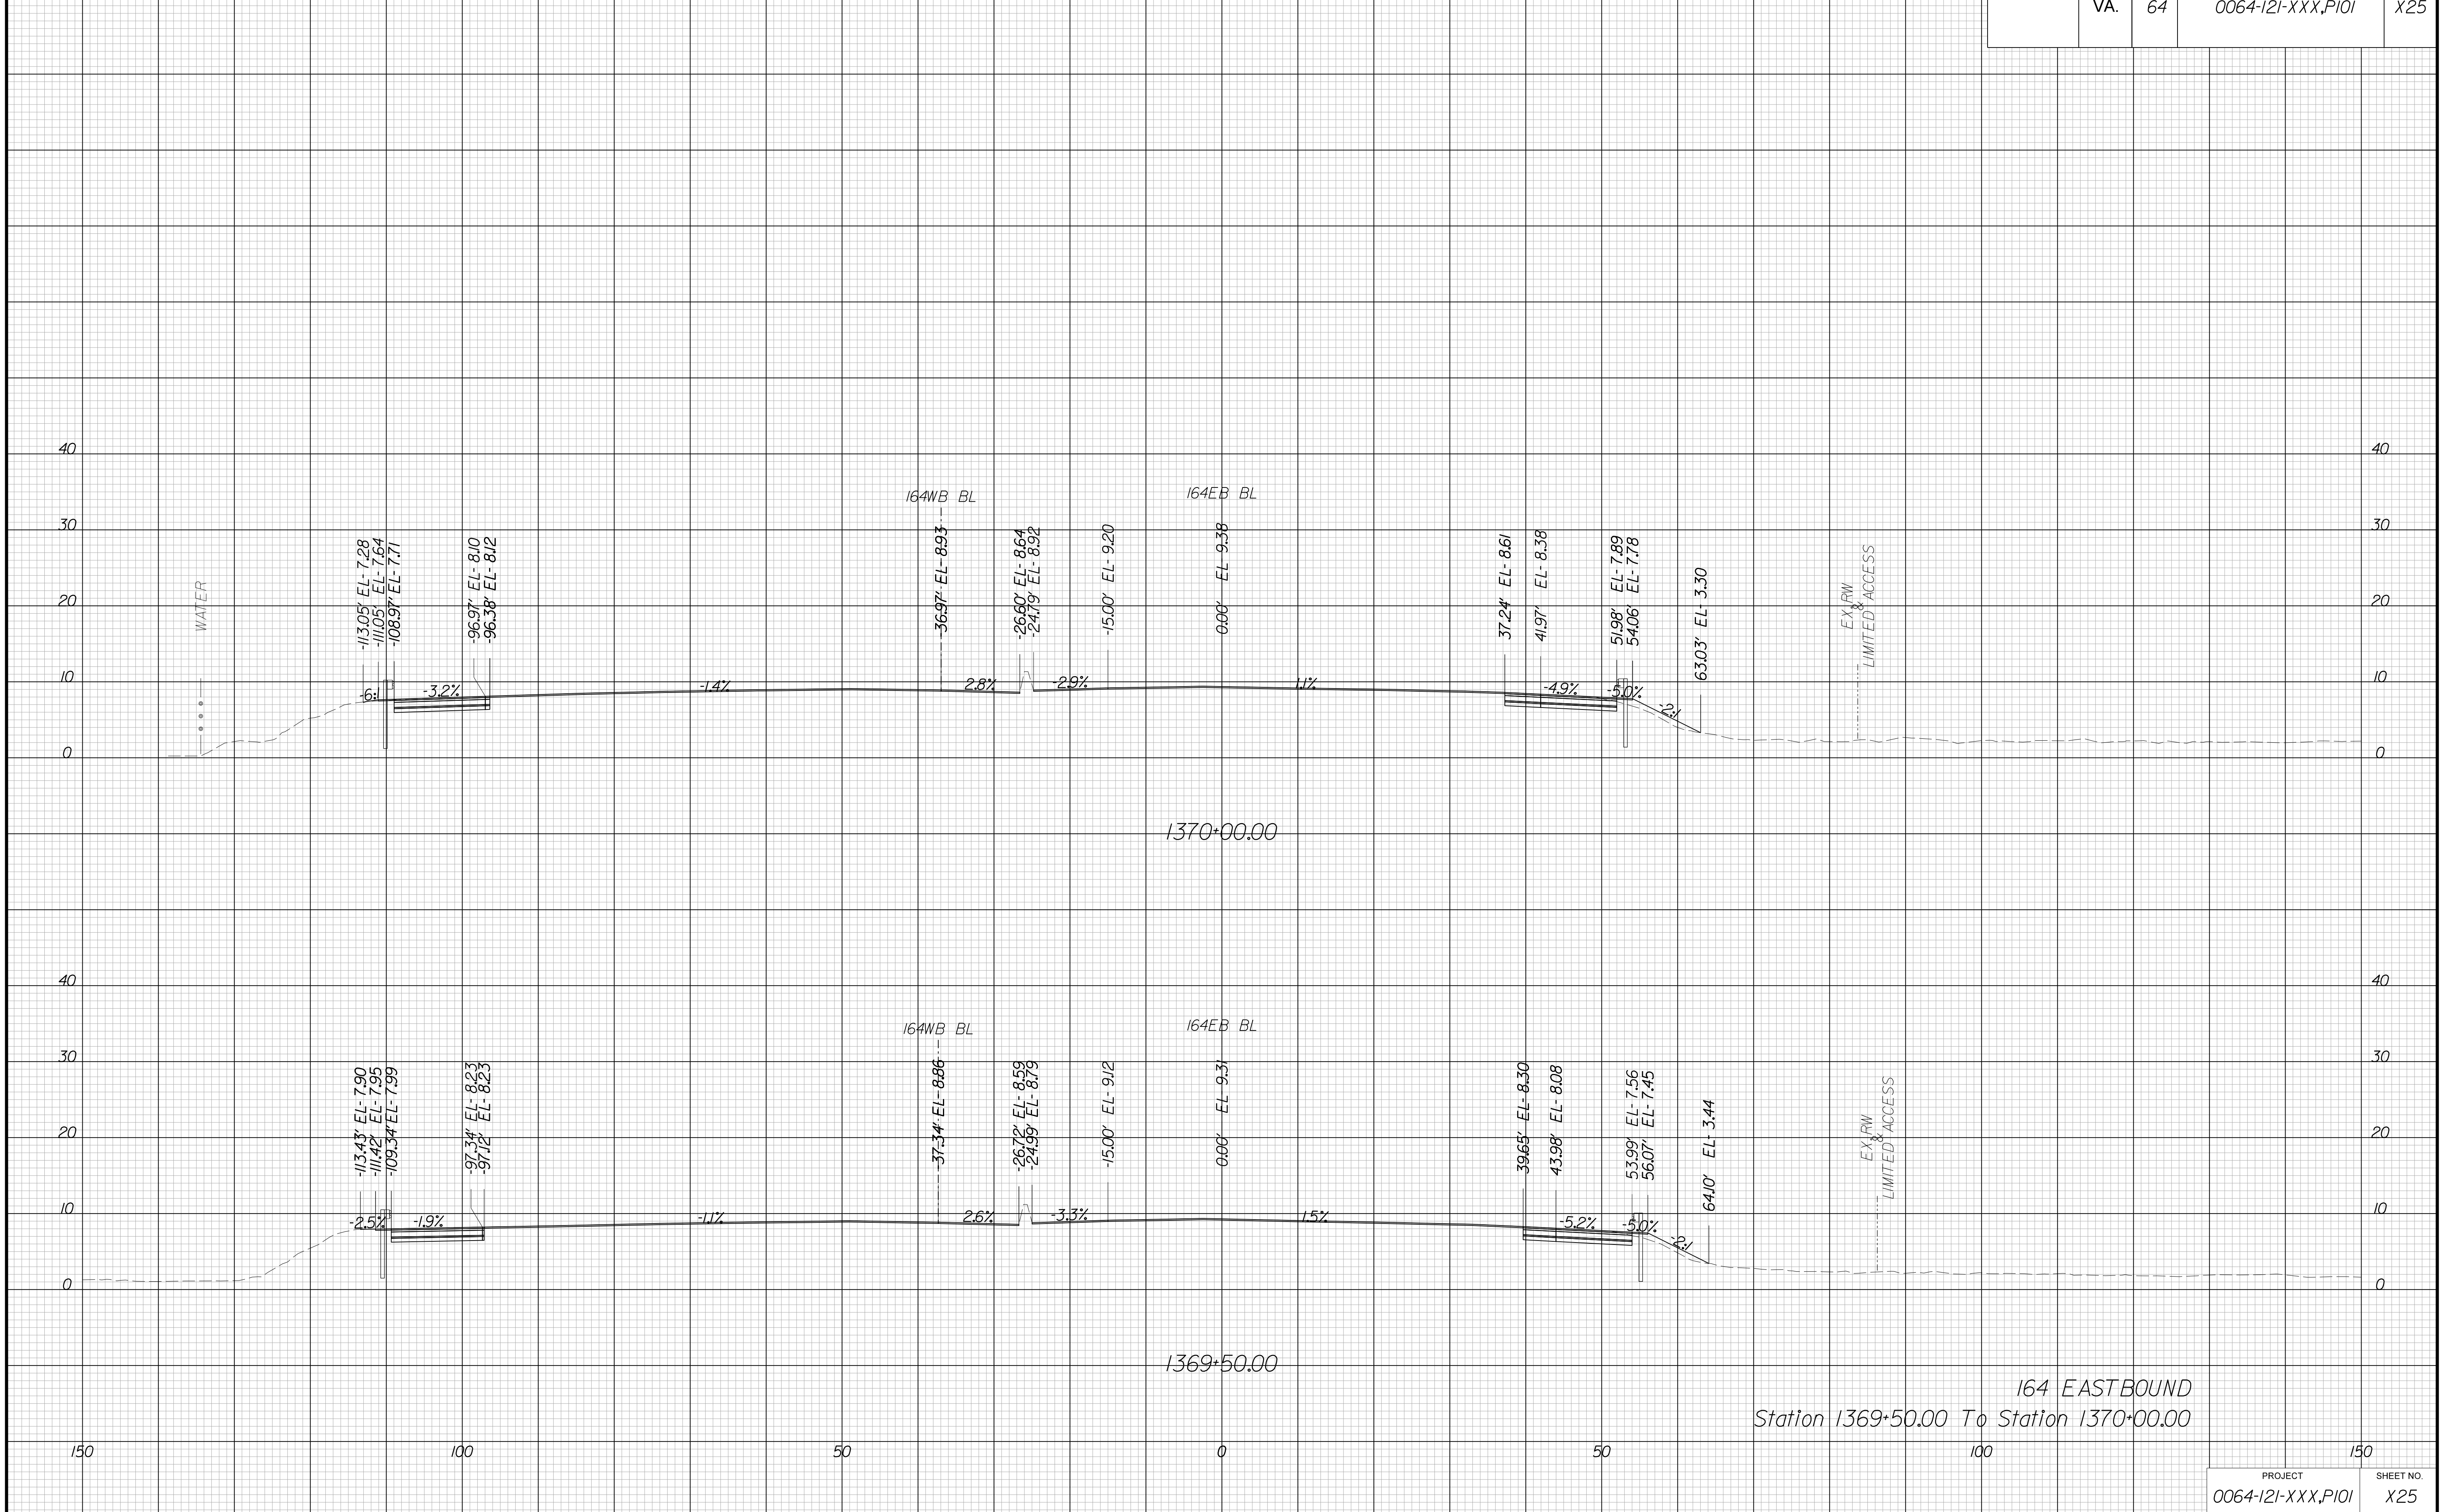 VA. 64 0064-121-XXX, P101 X25
40 40
I64WB BL I64EB BL
30 30
WATER
-113.05' EL- 7.28
-111.05' EL- 7.64
-108.97' EL- 7.71
-96.97' EL- 8.10
-96.38' EL- 8.12
-36.97' EL- 8.93
-26.60' EL- 8.64
-24.79' EL- 8.92
-15.00' EL- 9.20
0.00' EL 9.38
37.24' EL- 8.61
41.97' EL- 8.38
51.98' EL- 7.89
54.06' EL- 7.78
63.03' EL- 3.30
EX. RW
&
LIMITED ACCESS
20 20
10 10
-6:1 -3.2% -1.4% 2.8% -2.9% 1.1% -4.9% -5.0% -2:1
0 0
1370+00.00
40 40
I64WB BL I64EB BL
30 30
-113.43' EL- 7.90
-111.42' EL- 7.95
-109.34' EL- 7.99
-97.34' EL- 8.23
-97.12' EL- 8.23
-37.34' EL- 8.86
-26.72' EL- 8.59
-24.99' EL- 8.79
-15.00' EL- 9.12
0.00' EL 9.31
39.65' EL- 8.30
43.98' EL- 8.08
53.99' EL- 7.56
56.07' EL- 7.45
64.10' EL- 3.44
EX. RW
&
LIMITED ACCESS
20 20
10 10
-2.5% -1.9% -1.1% 2.6% -3.3% 1.5% -5.2% -5.0% -2:1
0 0
1369+50.00
I64 EASTBOUND
Station 1369+50.00 To Station 1370+00.00
150 100 50 0 50 100 150
PROJECT SHEET NO.
0064-121-XXX, P101 X25